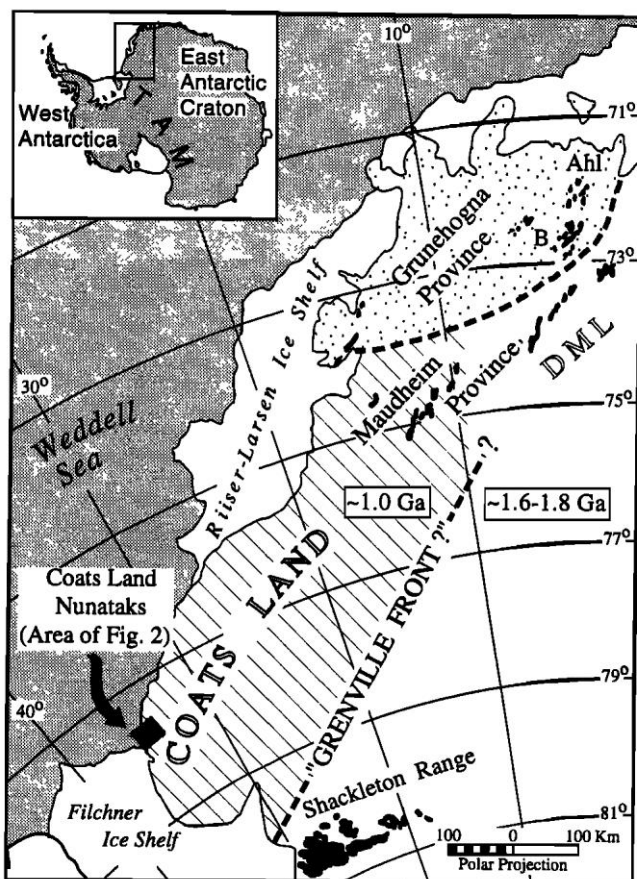 East
Antarctic
Craton
West
Antarctica
TAM
10°
71°
Ahl
Grunehogna
Province
B
73°
Riiser-Larsen Ice Shelf
DML
Maudheim
Province
30°
75°
Weddell
Sea
?
~1.0 Ga
~1.6-1.8 Ga
77°
Coats Land
Nunataks
(Area of Fig. 2)
COATS LAND
"GRENVILLE FRONT ?"
79°
40°
Shackleton Range
Filchner
Ice Shelf
81°
100 0 100 Km
Polar Projection